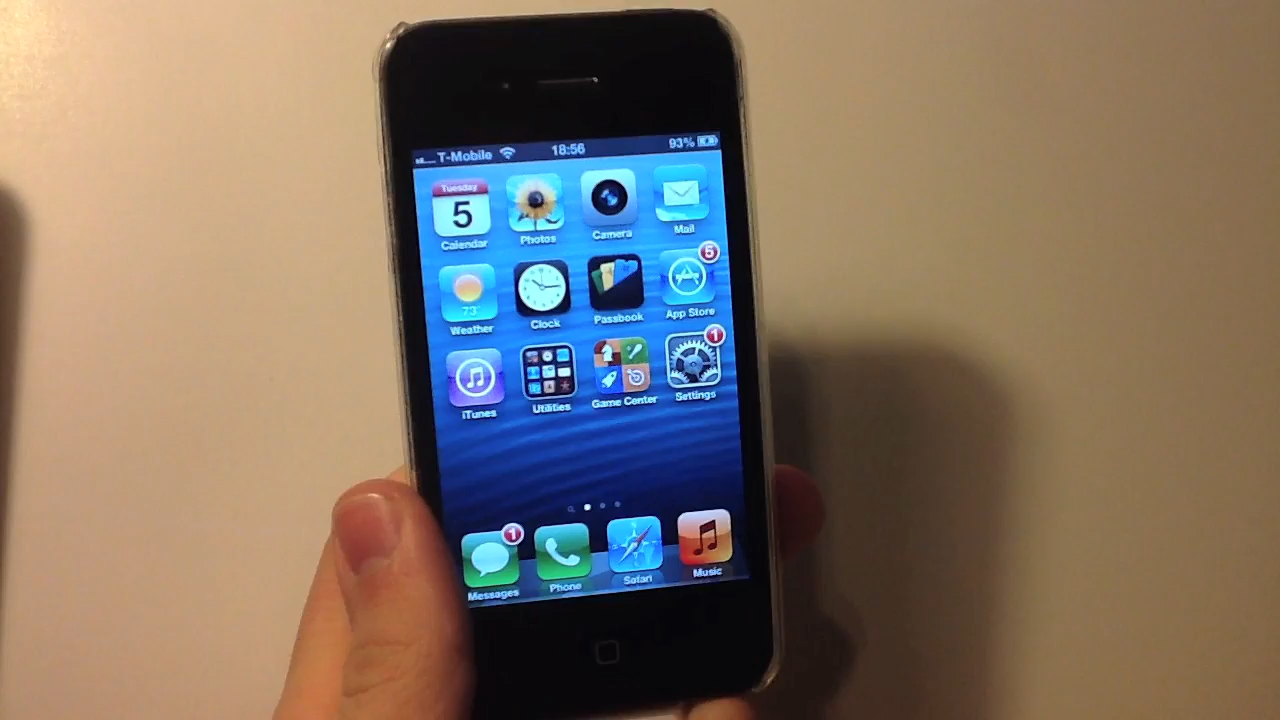 T-Mobile 18:56 93%
Tuesday
5
Calendar Photos Camera Mail
73°
5
Weather Clock Passbook App Store
1
iTunes Utilities Game Center Settings
1
Messages Phone Safari Music